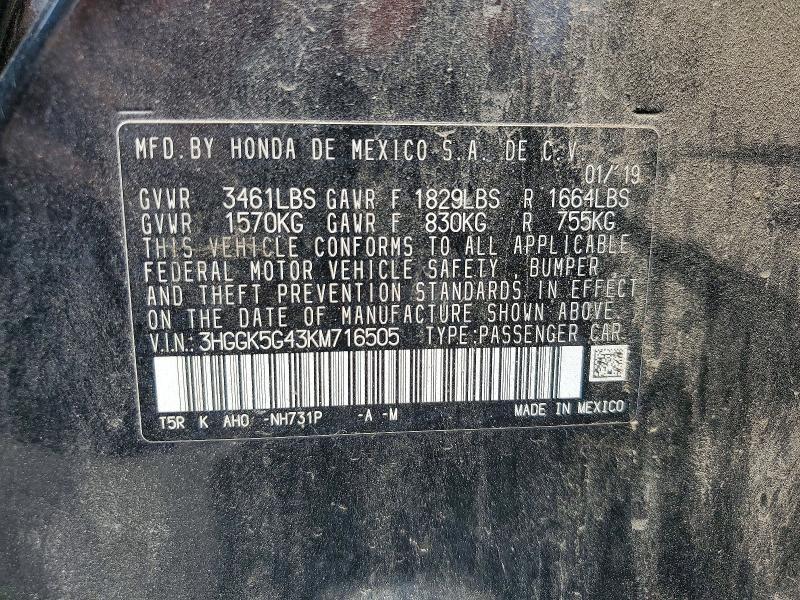 MFD. BY HONDA DE MEXICO S.A. DE C.V.
01/'19
GVWR 3461LBS GAWR F 1829LBS R 1664LBS
GVWR 1570KG GAWR F 830KG R 755KG
THIS VEHICLE CONFORMS TO ALL APPLICABLE
FEDERAL MOTOR VEHICLE SAFETY, BUMPER,
AND THEFT PREVENTION STANDARDS IN EFFECT
ON THE DATE OF MANUFACTURE SHOWN ABOVE.
V.I.N.: 3HGGK5G43KM716505 TYPE:PASSENGER CAR
T5R K AH0 -NH731P -A -M MADE IN MEXICO